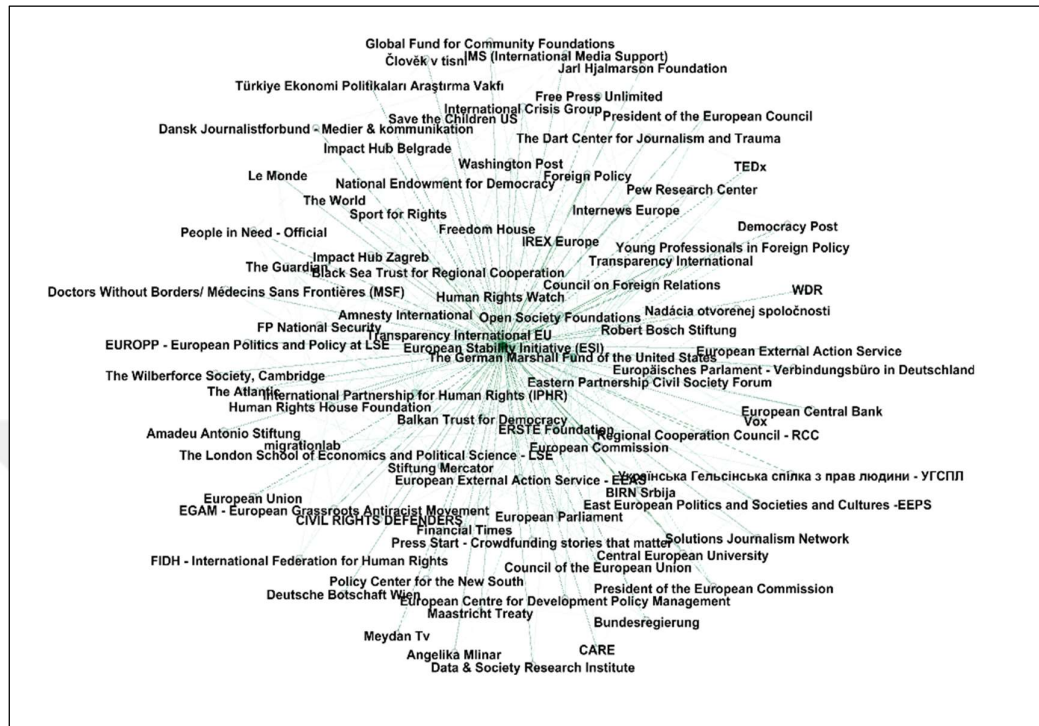 Global Fund for Community Foundations
IMS (International Media Support)
Člověk v tísni
Jarl Hjalmarson Foundation
Türkiye Ekonomi Politikaları Araştırma Vakfı
Free Press Unlimited
International Crisis Group
President of the European Council
Save the Children US
Dansk Journalistforbund - Medier & kommunikation
The Dart Center for Journalism and Trauma
Impact Hub Belgrade
Washington Post
TEDx
Le Monde
Foreign Policy
National Endowment for Democracy
Pew Research Center
The World
Internews Europe
Sport for Rights
Democracy Post
Freedom House
People in Need - Official
IREX Europe
Young Professionals in Foreign Policy
Impact Hub Zagreb
Transparency International
The Guardian
Black Sea Trust for Regional Cooperation
Council on Foreign Relations
WDR
Doctors Without Borders/ Médecins Sans Frontières (MSF)
Human Rights Watch
Nadácia otvorenej spoločnosti
Amnesty International
Open Society Foundations
FP National Security
Robert Bosch Stiftung
Transparency International EU
EUROPP - European Politics and Policy at LSE
European Stability Initiative (ESI)
European External Action Service
The German Marshall Fund of the United States
Europäisches Parlament - Verbindungsbüro in Deutschland
The Wilberforce Society, Cambridge
Eastern Partnership Civil Society Forum
The Atlantic
International Partnership for Human Rights (IPHR)
Human Rights House Foundation
European Central Bank
Balkan Trust for Democracy
Vox
ERSTE Foundation
Amadeu Antonio Stiftung
Regional Cooperation Council - RCC
migrationlab
European Commission
The London School of Economics and Political Science - LSE
Stiftung Mercator
Українська Гельсінська спілка з прав людини - УГСПЛ
European External Action Service - EEAS
BIRN Srbija
European Union
East European Politics and Societies and Cultures -EEPS
EGAM - European Grassroots Antiracist Movement
European Parliament
CIVIL RIGHTS DEFENDERS
Financial Times
Solutions Journalism Network
Press Start - Crowdfunding stories that matter
Central European University
FIDH - International Federation for Human Rights
Council of the European Union
Policy Center for the New South
President of the European Commission
Deutsche Botschaft Wien
European Centre for Development Policy Management
Maastricht Treaty
Bundesregierung
Meydan Tv
CARE
Angelika Mlinar
Data & Society Research Institute